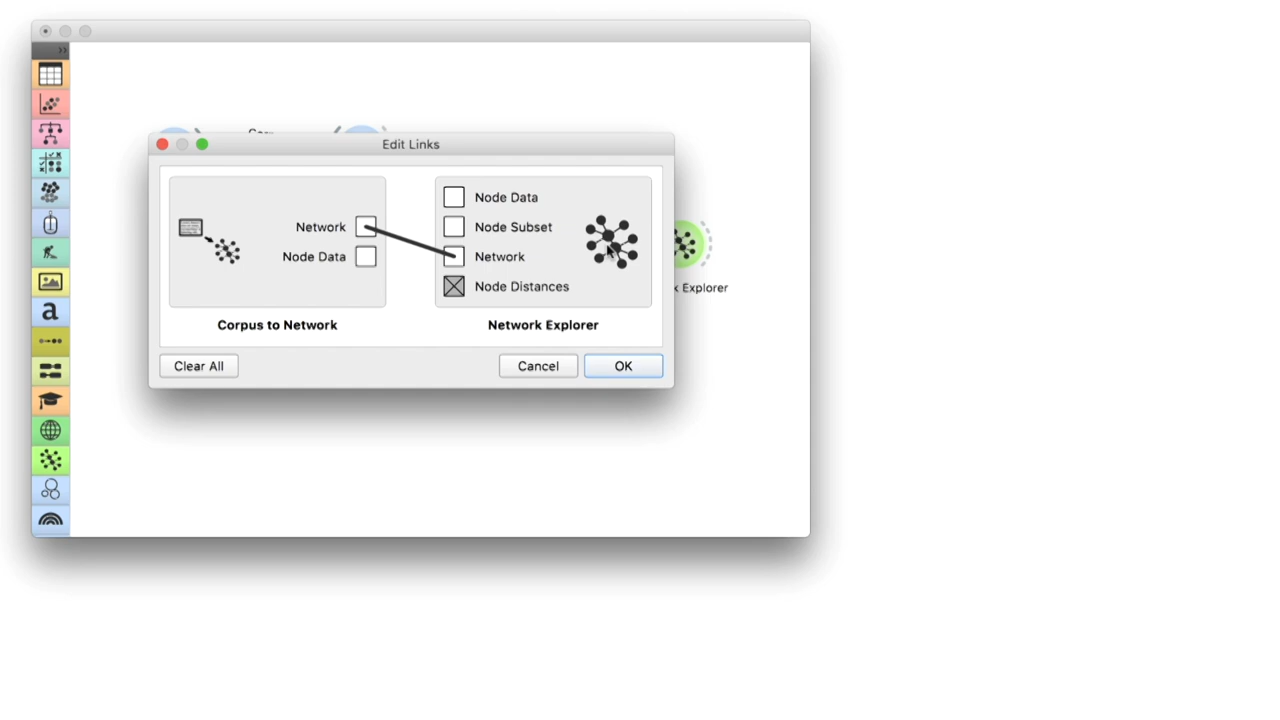 Edit Links
Network
Node Data
Node Data
Node Subset
Network
Node Distances
Corpus to Network
Network Explorer
Clear All
Cancel
OK
k Explorer
a